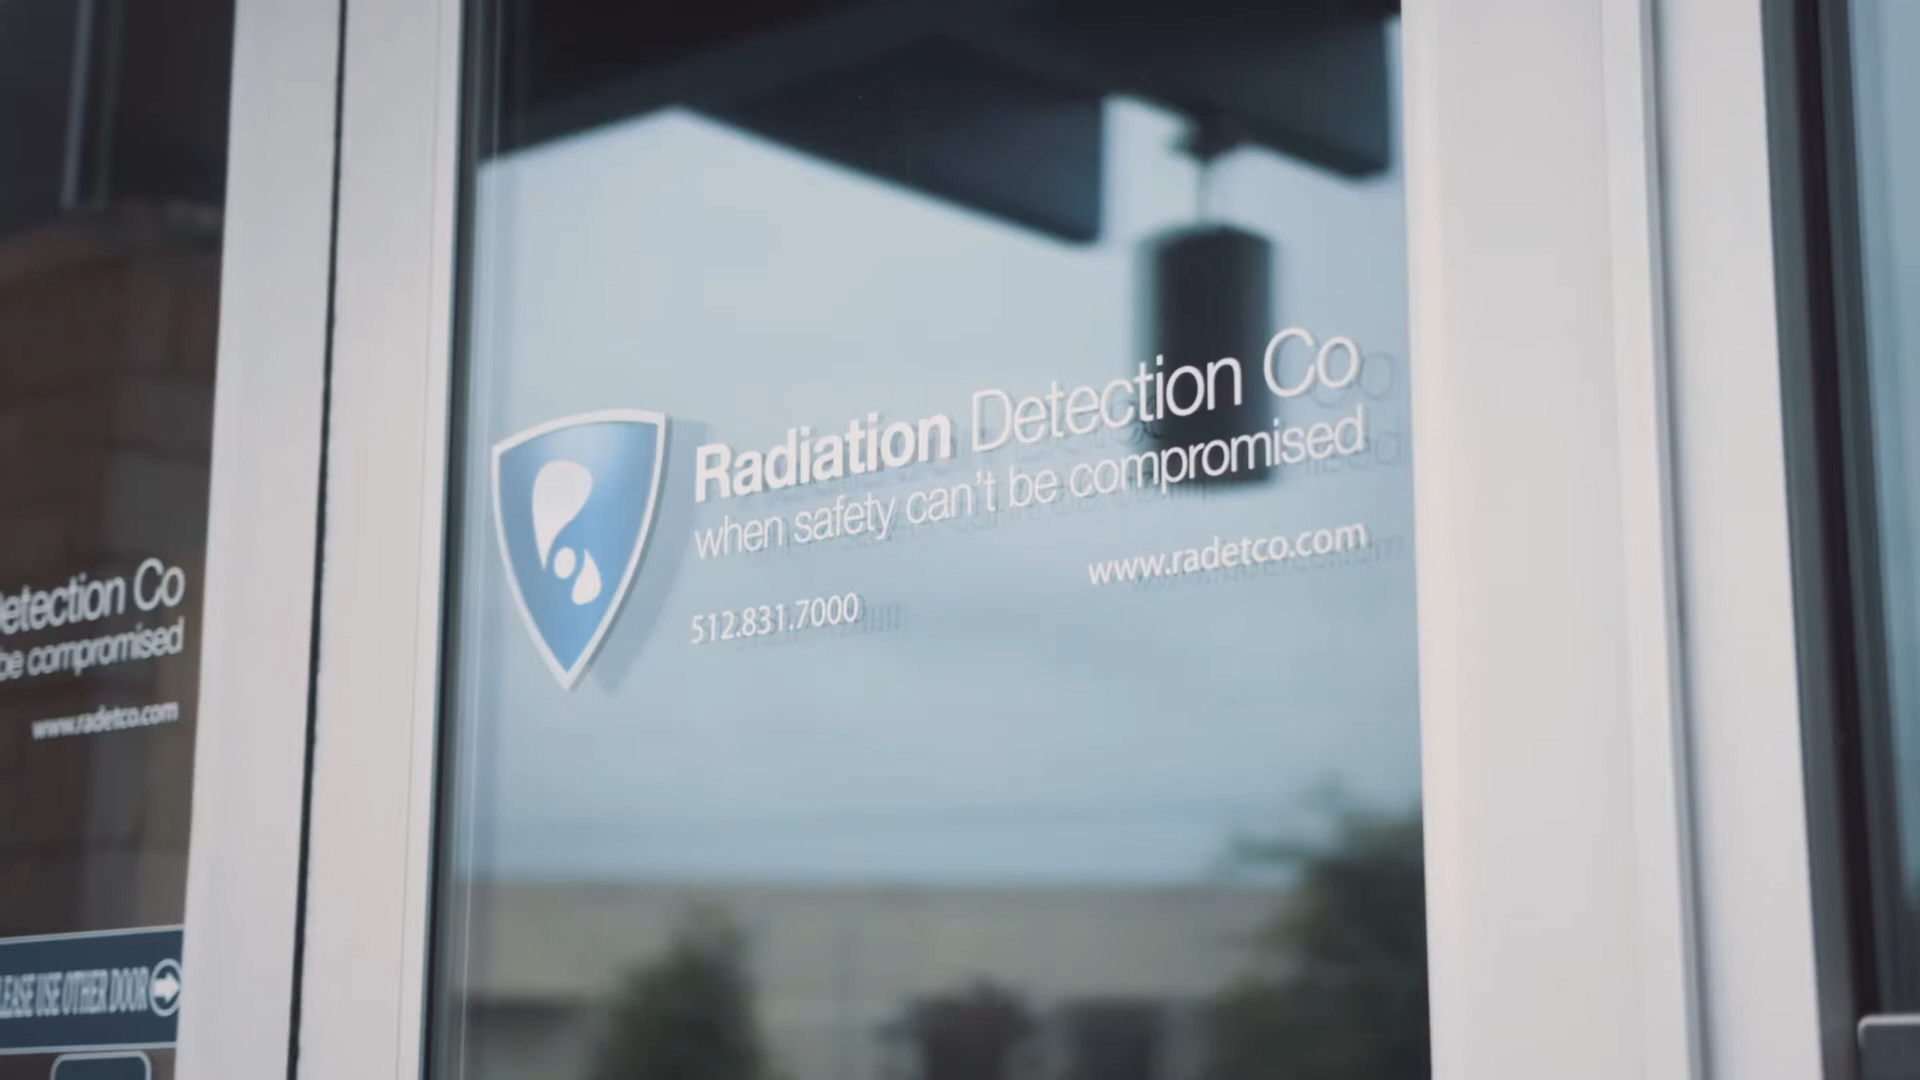 Radiation Detection Co
when safety can't be compromised
www.radetco.com
512.831.7000
Detection Co
be compromised
www.radetco.com
PLEASE USE OTHER DOOR